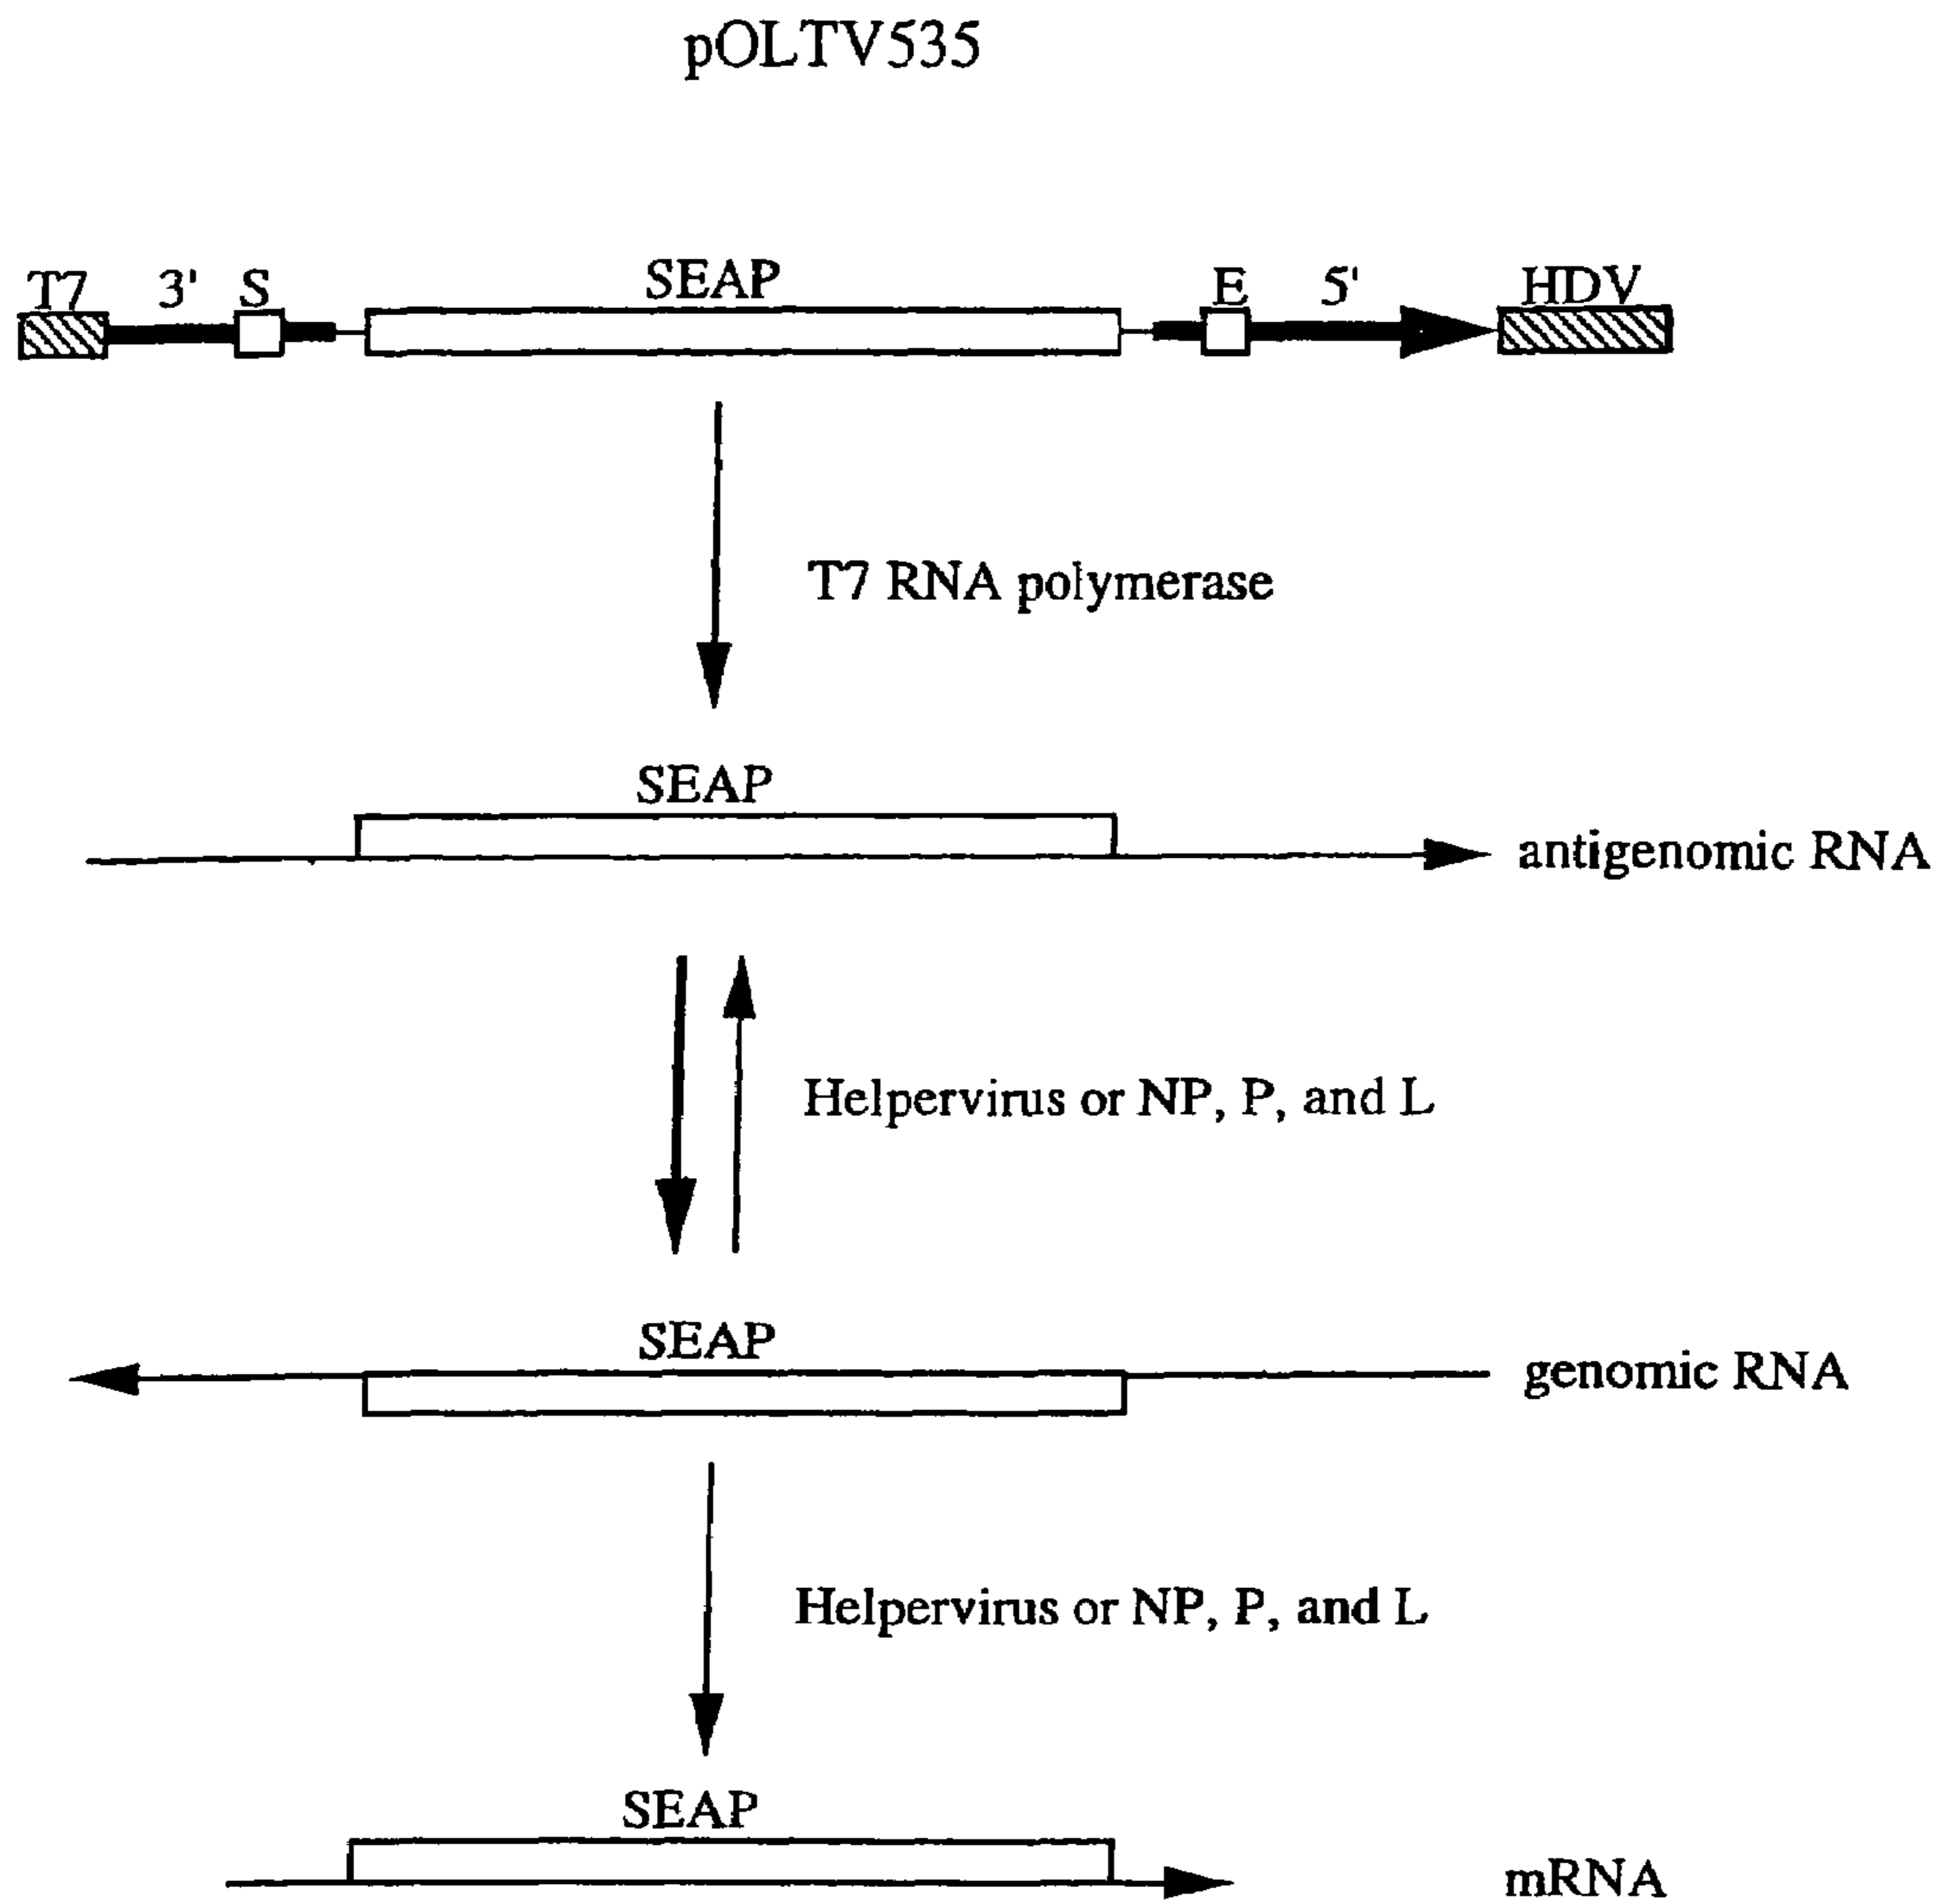 pOLTV535
T7 3' S SEAP E 5' HDV
T7 RNA polymerase
SEAP
antigenomic RNA
Helpervirus or NP, P, and L
SEAP
genomic RNA
Helpervirus or NP, P, and L
SEAP
mRNA